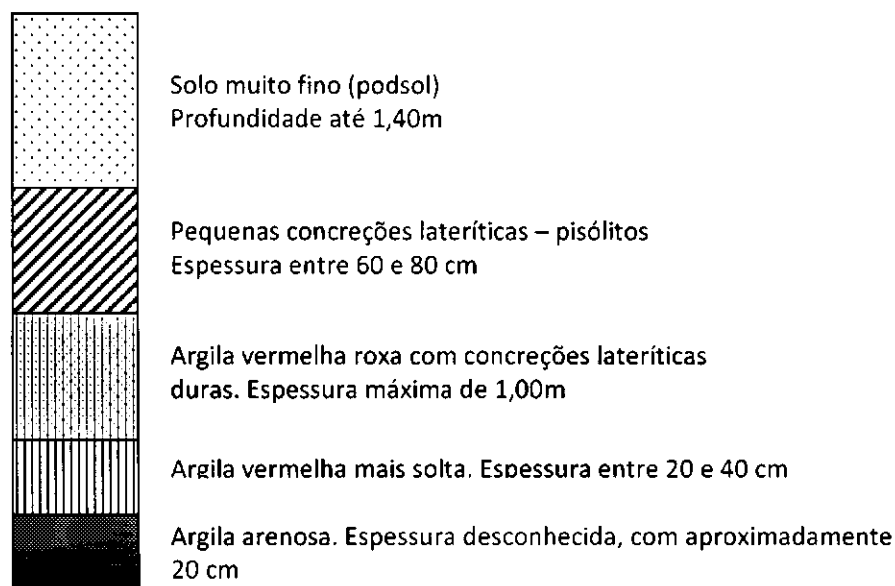 Solo muito fino (podsol)
Profundidade até 1,40m
Pequenas concreções lateríticas – pisólitos
Espessura entre 60 e 80 cm
Argila vermelha roxa com concreções lateríticas
duras. Espessura máxima de 1,00m
Argila vermelha mais solta. Espessura entre 20 e 40 cm
Argila arenosa. Espessura desconhecida, com aproximadamente
20 cm